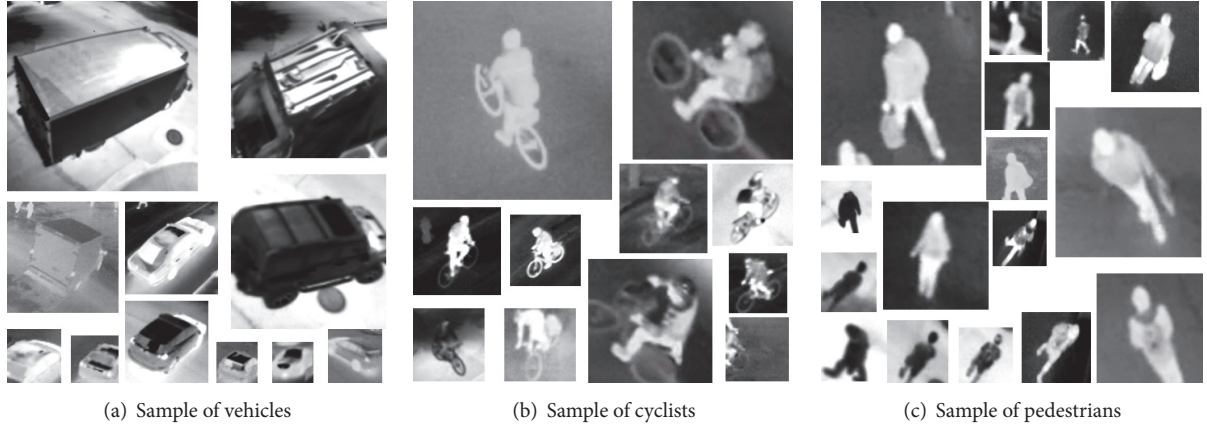 (a) Sample of vehicles
(b) Sample of cyclists
(c) Sample of pedestrians